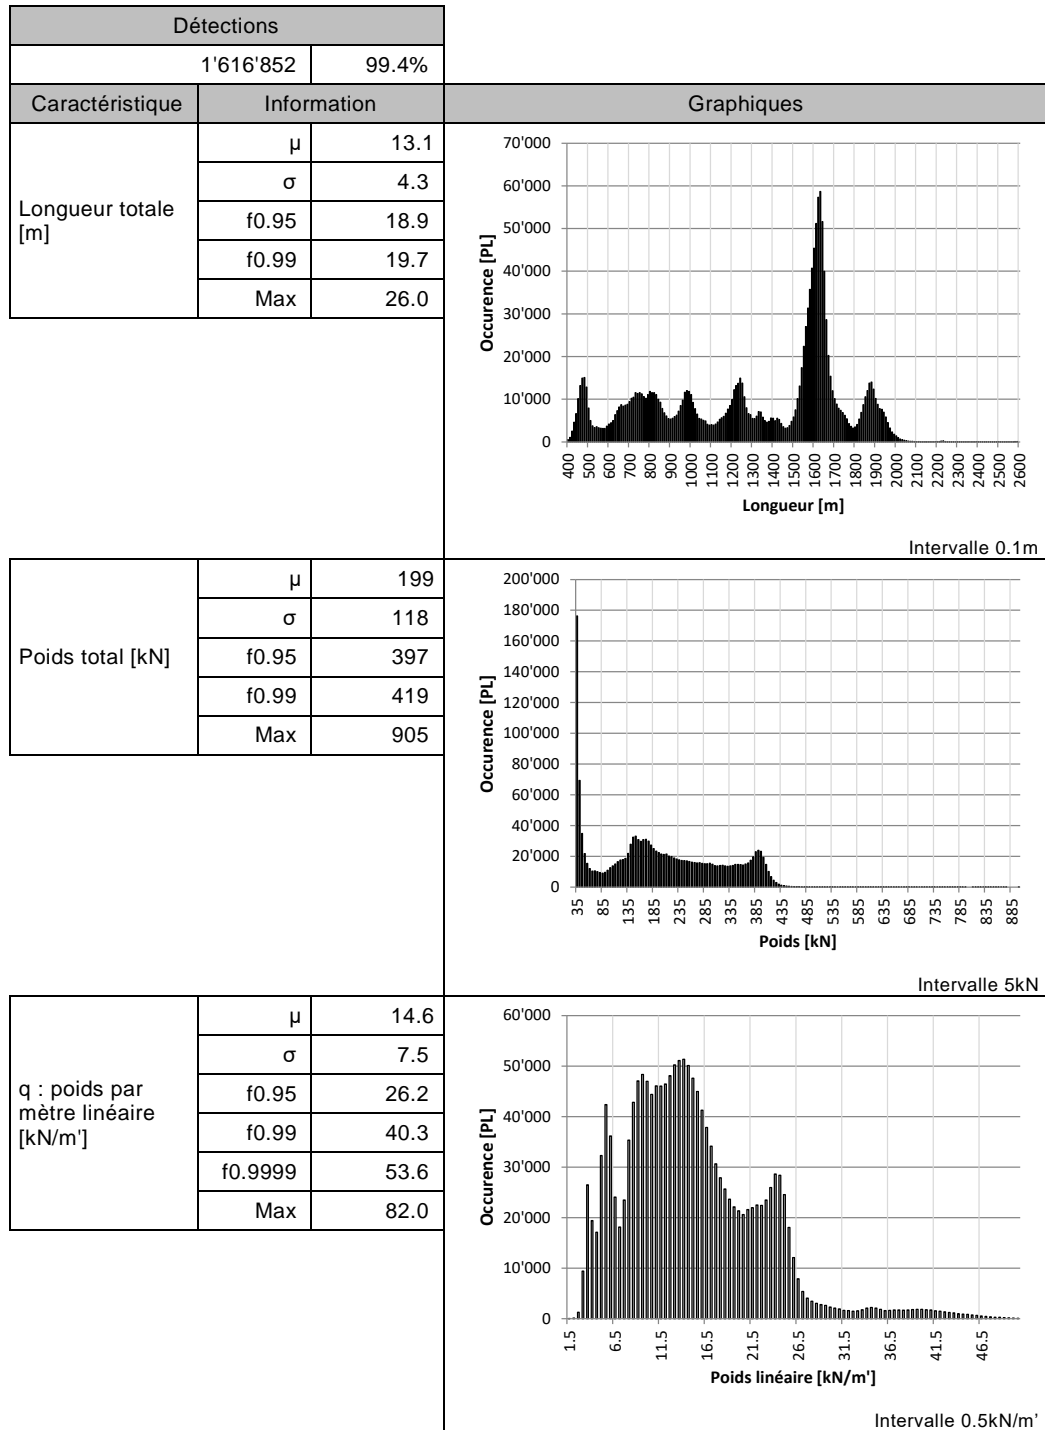 Détections
1'616'852 99.4%
Caractéristique Information Graphiques
Longueur totale
[m]
µ 13.1
σ 4.3
f0.95 18.9
f0.99 19.7
Max 26.0
Occurence [PL]
70'000
60'000
50'000
40'000
30'000
20'000
10'000
0
400 500 600 700 800 900 1000 1100 1200 1300 1400 1500 1600 1700 1800 1900 2000 2100 2200 2300 2400 2500 2600
Longueur [m]
Intervalle 0.1m
Poids total [kN]
µ 199
σ 118
f0.95 397
f0.99 419
Max 905
Occurence [PL]
200'000
180'000
160'000
140'000
120'000
100'000
80'000
60'000
40'000
20'000
0
35 85 135 185 235 285 335 385 435 485 535 585 635 685 735 785 835 885
Poids [kN]
Intervalle 5kN
q : poids par
mètre linéaire
[kN/m']
µ 14.6
σ 7.5
f0.95 26.2
f0.99 40.3
f0.9999 53.6
Max 82.0
Occurence [PL]
60'000
50'000
40'000
30'000
20'000
10'000
0
1.5 6.5 11.5 16.5 21.5 26.5 31.5 36.5 41.5 46.5
Poids linéaire [kN/m']
Intervalle 0.5kN/m’